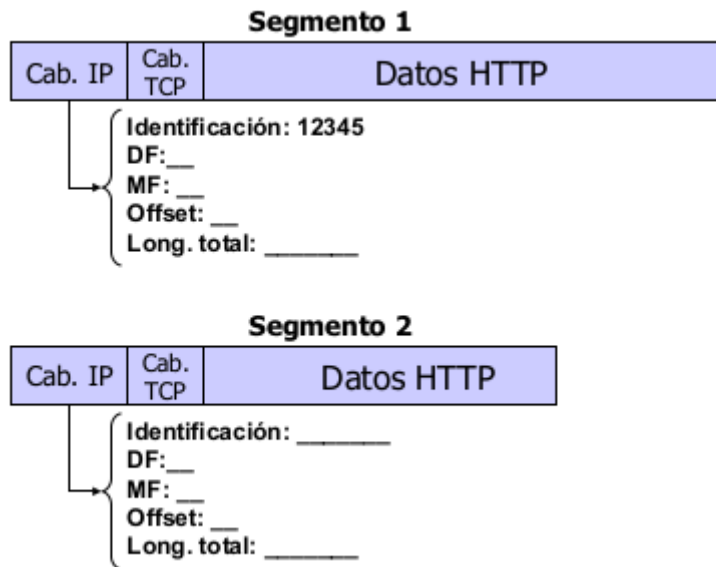 Segmento 1
Cab. IP
Cab.
TCP
Datos HTTP
Identificación: 12345
DF:__
MF: __
Offset: __
Long. total: _______
Segmento 2
Cab. IP
Cab.
TCP
Datos HTTP
Identificación: _______
DF:__
MF: __
Offset: __
Long. total: _______